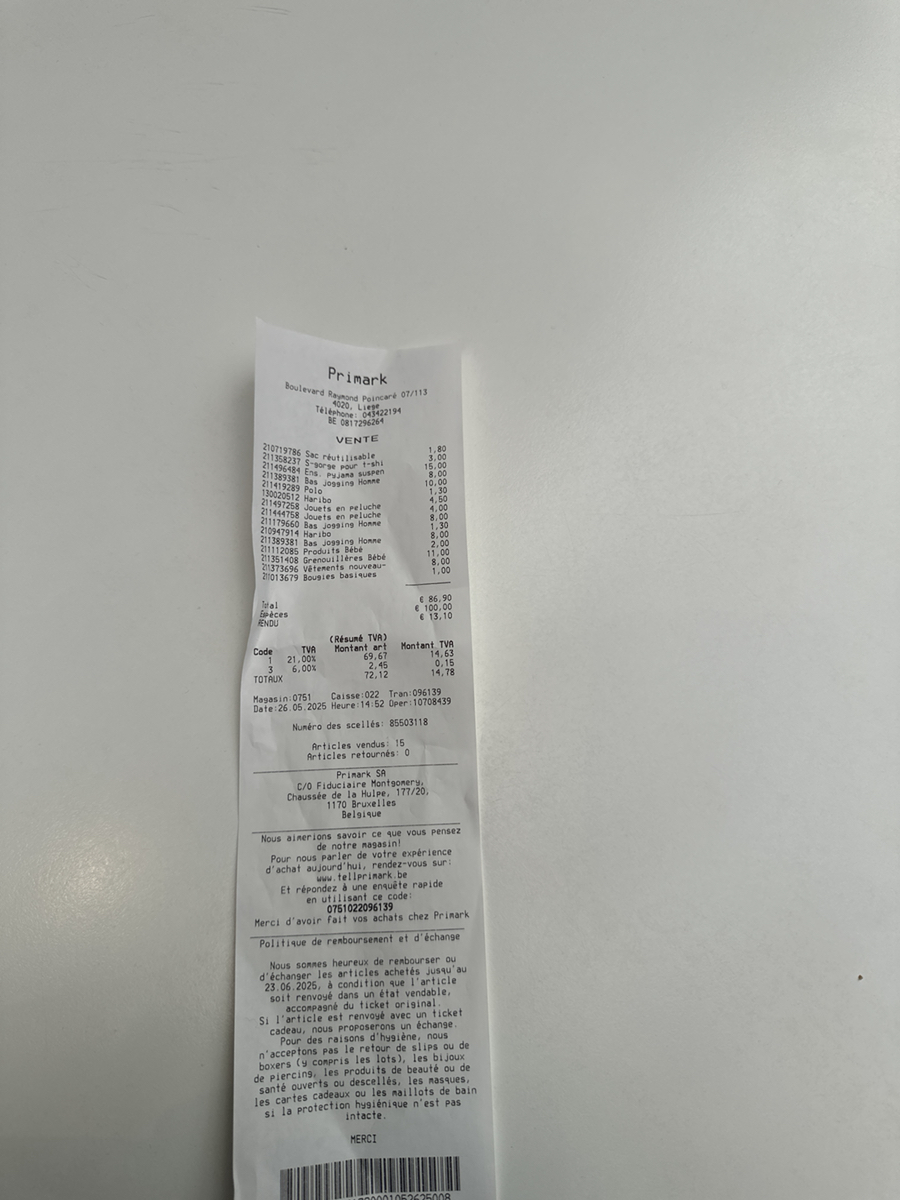 Primark
Boulevard Raymond Poincaré 07/113
4020, Liege
Téléphone: 043422194
BE 0817296264
VENTE
210719786 Sac réutilisable 1,80
211358237 S-gorge pour t-shi 3,00
211496484 Ens. pyjama suspen 15,00
211389381 Bas jogging Homme 8,00
211419289 Polo 10,00
130020512 Haribo 1,30
211497258 Jouets en peluche 4,50
211444758 Jouets en peluche 4,00
211179660 Bas jogging Homme 8,00
210947914 Haribo 1,30
211389381 Bas jogging Homme 8,00
211112085 Produits Bébé 2,00
211351408 Grenouillères Bébé 11,00
211373696 Vêtements nouveau- 8,00
211013679 Bougies basiques 1,00
Total € 86,90
Espèces € 100,00
RENDU € 13,10
(Résumé TVA)
Code TVA Montant art Montant TVA
1 21,00% 69,67 14,63
3 6,00% 2,45 0,15
TOTAUX 72,12 14,78
Magasin:0751 Caisse:022 Tran:096139
Date:26.05.2025 Heure:14:52 Oper:10708439
Numéro des scellés: 85503118
Articles vendus: 15
Articles retournés: 0
Primark SA
C/O Fiduciaire Montgomery,
Chaussée de la Hulpe, 177/20,
1170 Bruxelles
Belgique
Nous aimerions savoir ce que vous pensez
de notre magasin!
Pour nous parler de votre expérience
d'achat aujourd'hui, rendez-vous sur:
www.tellprimark.be
Et répondez à une enquête rapide
en utilisant ce code:
0751022096139
Merci d'avoir fait vos achats chez Primark
Politique de remboursement et d'échange
Nous sommes heureux de rembourser ou
d'échanger les articles achetés jusqu'au
23.06.2025, à condition que l'article
soit renvoyé dans un état vendable,
accompagné du ticket original.
Si l'article est renvoyé avec un ticket
cadeau, nous proposerons un échange.
Pour des raisons d'hygiène, nous
n'acceptons pas le retour de slips ou de
boxers (y compris les lots), les bijoux
de piercing, les produits de beauté ou de
santé ouverts ou descellés, les masques,
les cartes cadeaux ou les maillots de bain
si la protection hygiénique n'est pas
intacte.
MERCI